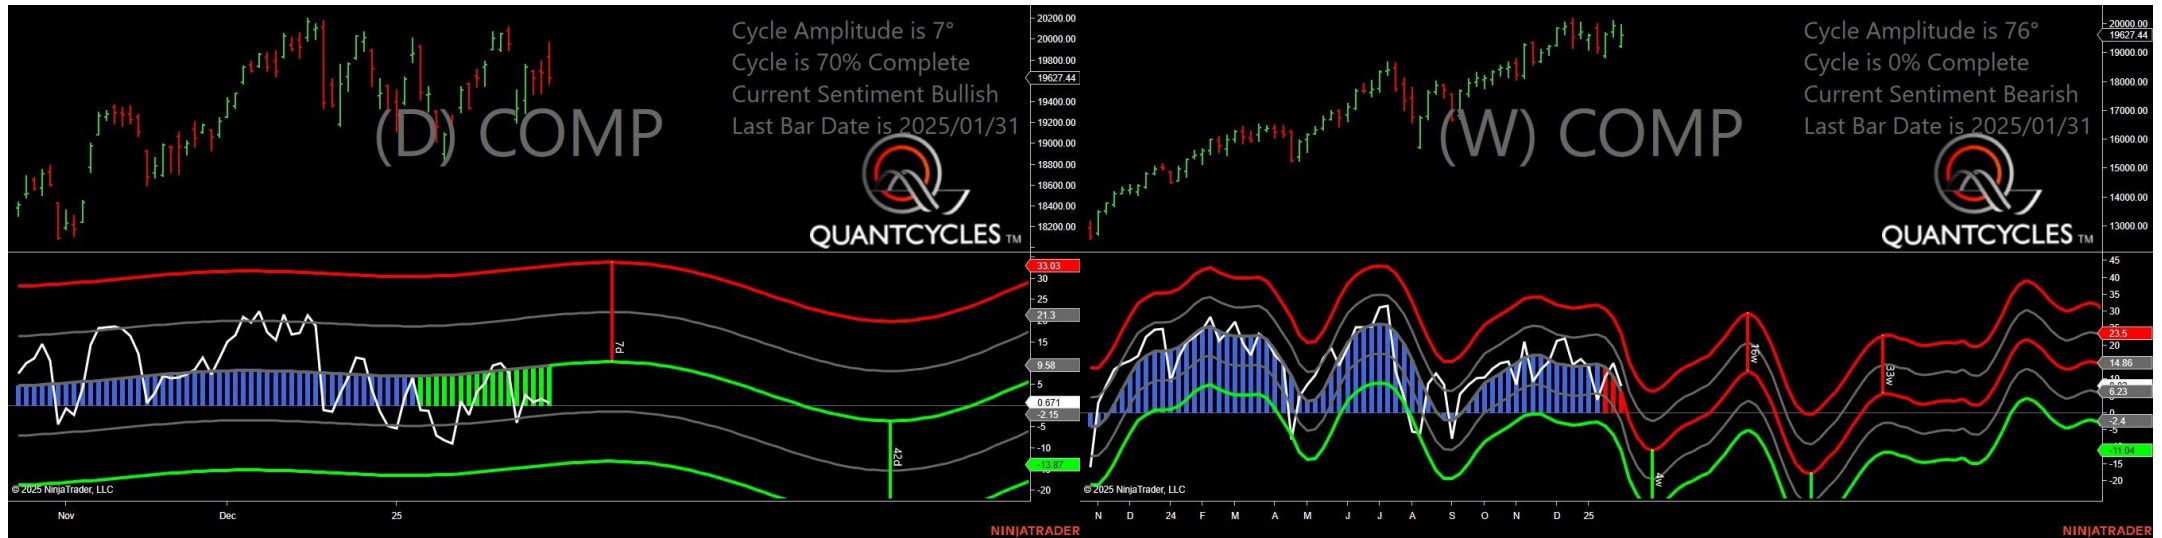 Cycle Amplitude is 7°
Cycle is 70% Complete
Current Sentiment Bullish
Last Bar Date is 2025/01/31
(D) COMP
QUANTCYCLES TM
20200.00
20000.00
19800.00
19627.44
19400.00
19200.00
19000.00
18800.00
18600.00
18400.00
18200.00
33.03
30
25
21.3
15
9.58
5
0.671
-2.15
-5
-10
-13.87
-20
7d
42d
© 2025 NinjaTrader, LLC
Nov Dec 25
NINJATRADER
Cycle Amplitude is 76°
Cycle is 0% Complete
Current Sentiment Bearish
Last Bar Date is 2025/01/31
(W) COMP
QUANTCYCLES TM
20000.00
19627.44
19000.00
18000.00
17000.00
16000.00
15000.00
14000.00
13000.00
45
40
35
30
23.5
20
14.86
6.23
0
-2.4
-5
-11.04
-15
-20
4w
16w
33w
© 2025 NinjaTrader, LLC
N D 24 F M A M J J A S O N D 25
NINJATRADER